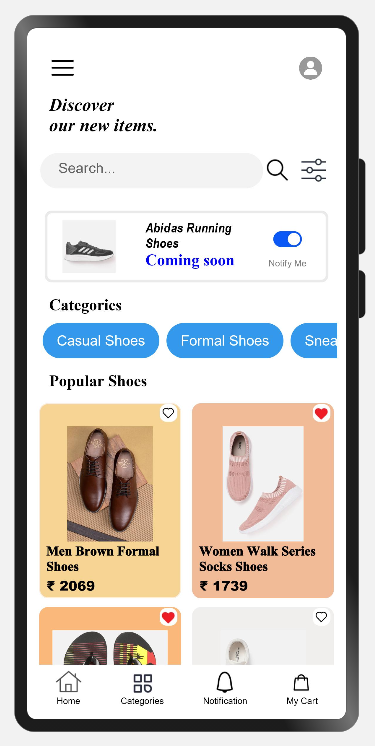 Discover
our new items.
Search...
Abidas Running
Shoes
Coming soon
Notify Me
Categories
Casual Shoes
Formal Shoes
Snea
Popular Shoes
Men Brown Formal
Shoes
₹ 2069
Women Walk Series
Socks Shoes
₹ 1739
Home
Categories
Notification
My Cart